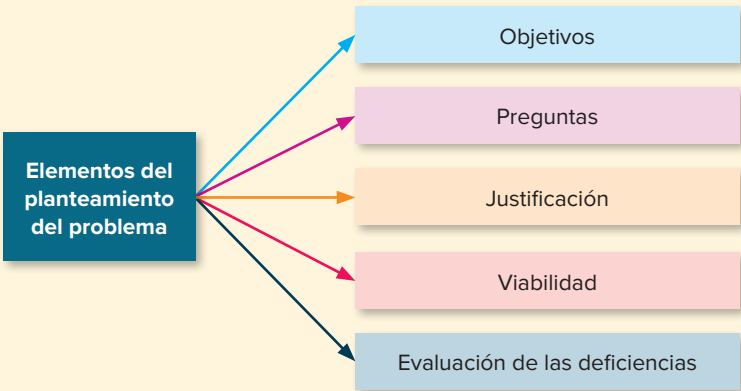 Elementos del
planteamiento
del problema
Objetivos
Preguntas
Justificación
Viabilidad
Evaluación de las deficiencias